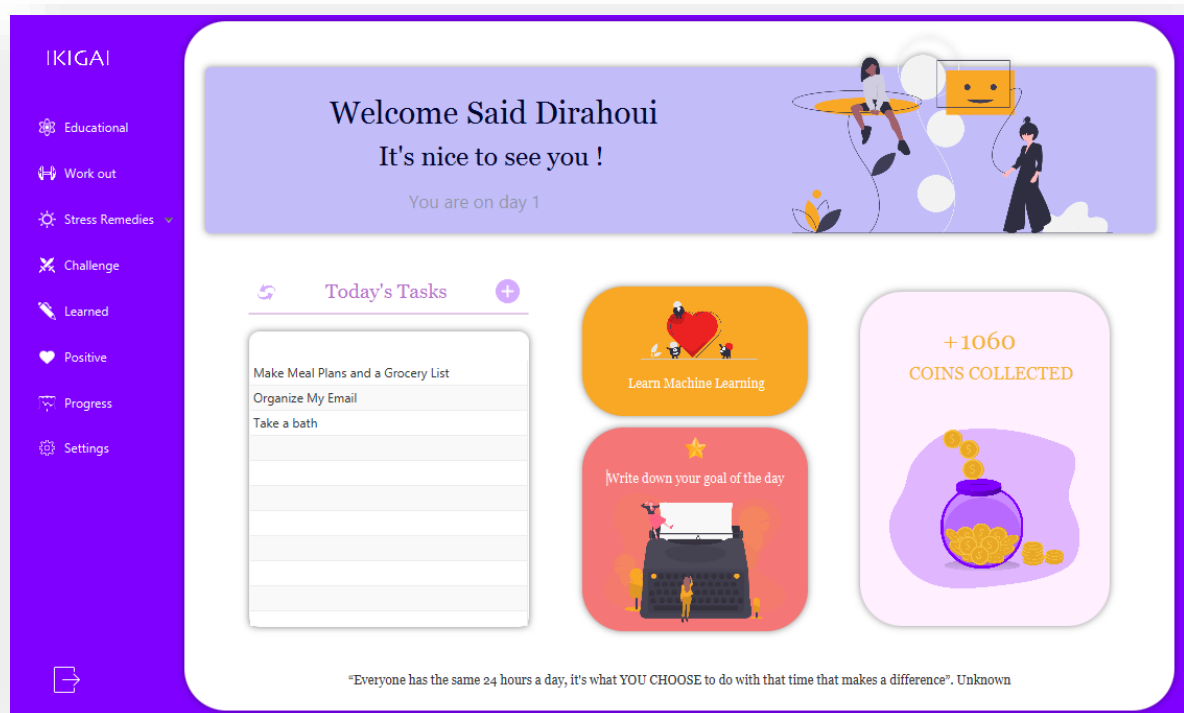 IKIGAI
Educational
Work out
Stress Remedies
Challenge
Learned
Positive
Progress
Settings
Welcome Said Dirahoui
It's nice to see you !
You are on day 1
Today's Tasks
Make Meal Plans and a Grocery List
Organize My Email
Take a bath
Learn Machine Learning
Write down your goal of the day
+1060
COINS COLLECTED
“Everyone has the same 24 hours a day, it's what YOU CHOOSE to do with that time that makes a difference”. Unknown